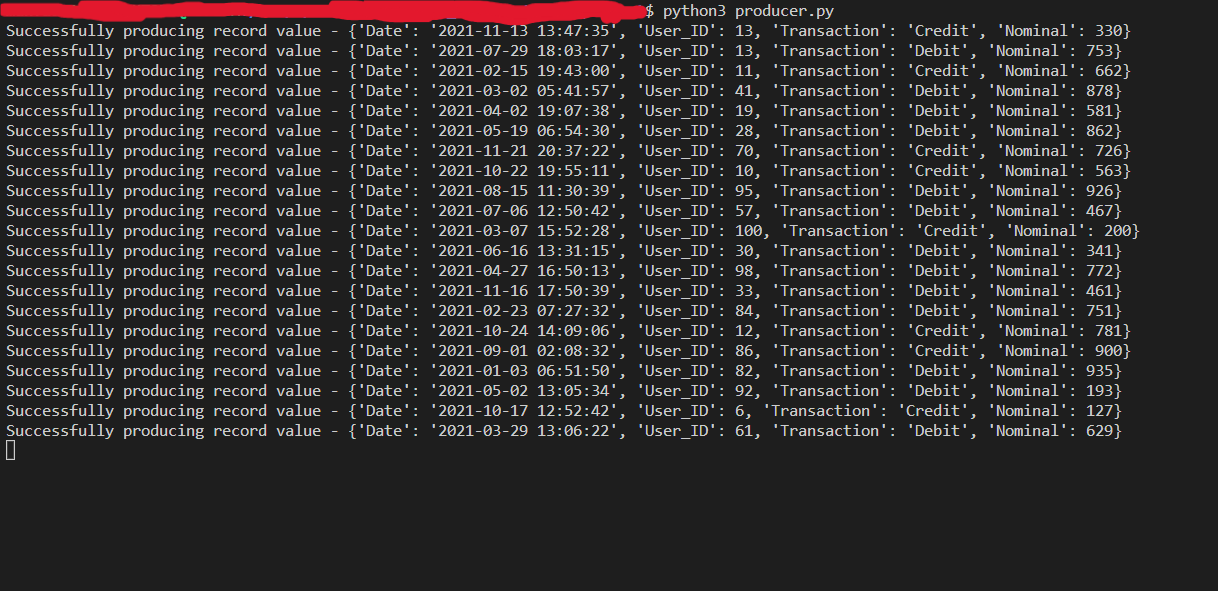 $ python3 producer.py
Successfully producing record value - {'Date': '2021-11-13 13:47:35', 'User_ID': 13, 'Transaction': 'Credit', 'Nominal': 330}
Successfully producing record value - {'Date': '2021-07-29 18:03:17', 'User_ID': 13, 'Transaction': 'Debit', 'Nominal': 753}
Successfully producing record value - {'Date': '2021-02-15 19:43:00', 'User_ID': 11, 'Transaction': 'Credit', 'Nominal': 662}
Successfully producing record value - {'Date': '2021-03-02 05:41:57', 'User_ID': 41, 'Transaction': 'Debit', 'Nominal': 878}
Successfully producing record value - {'Date': '2021-04-02 19:07:38', 'User_ID': 19, 'Transaction': 'Debit', 'Nominal': 581}
Successfully producing record value - {'Date': '2021-05-19 06:54:30', 'User_ID': 28, 'Transaction': 'Debit', 'Nominal': 862}
Successfully producing record value - {'Date': '2021-11-21 20:37:22', 'User_ID': 70, 'Transaction': 'Credit', 'Nominal': 726}
Successfully producing record value - {'Date': '2021-10-22 19:55:11', 'User_ID': 10, 'Transaction': 'Credit', 'Nominal': 563}
Successfully producing record value - {'Date': '2021-08-15 11:30:39', 'User_ID': 95, 'Transaction': 'Debit', 'Nominal': 926}
Successfully producing record value - {'Date': '2021-07-06 12:50:42', 'User_ID': 57, 'Transaction': 'Debit', 'Nominal': 467}
Successfully producing record value - {'Date': '2021-03-07 15:52:28', 'User_ID': 100, 'Transaction': 'Credit', 'Nominal': 200}
Successfully producing record value - {'Date': '2021-06-16 13:31:15', 'User_ID': 30, 'Transaction': 'Debit', 'Nominal': 341}
Successfully producing record value - {'Date': '2021-04-27 16:50:13', 'User_ID': 98, 'Transaction': 'Debit', 'Nominal': 772}
Successfully producing record value - {'Date': '2021-11-16 17:50:39', 'User_ID': 33, 'Transaction': 'Debit', 'Nominal': 461}
Successfully producing record value - {'Date': '2021-02-23 07:27:32', 'User_ID': 84, 'Transaction': 'Debit', 'Nominal': 751}
Successfully producing record value - {'Date': '2021-10-24 14:09:06', 'User_ID': 12, 'Transaction': 'Credit', 'Nominal': 781}
Successfully producing record value - {'Date': '2021-09-01 02:08:32', 'User_ID': 86, 'Transaction': 'Credit', 'Nominal': 900}
Successfully producing record value - {'Date': '2021-01-03 06:51:50', 'User_ID': 82, 'Transaction': 'Debit', 'Nominal': 935}
Successfully producing record value - {'Date': '2021-05-02 13:05:34', 'User_ID': 92, 'Transaction': 'Debit', 'Nominal': 193}
Successfully producing record value - {'Date': '2021-10-17 12:52:42', 'User_ID': 6, 'Transaction': 'Credit', 'Nominal': 127}
Successfully producing record value - {'Date': '2021-03-29 13:06:22', 'User_ID': 61, 'Transaction': 'Debit', 'Nominal': 629}